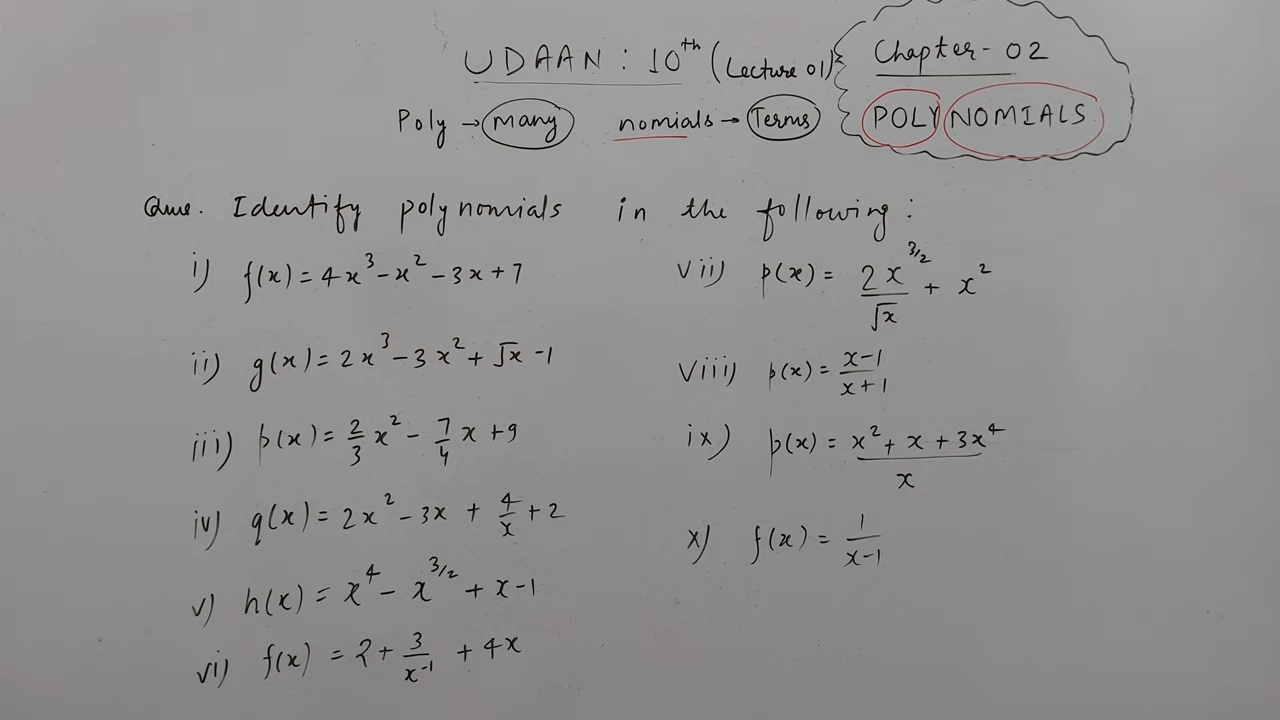 UDAAN : 10th (Lecture 01)
Chapter - 02
POLYNOMIALS
Poly → many nomials → Terms
Que. Identify polynomials in the following :
i) f(x) = 4x³ - x² - 3x + 7
ii) g(x) = 2x³ - 3x² + √x - 1
iii) p(x) = 2/3 x² - 7/4 x + 9
iv) q(x) = 2x² - 3x + 4/x + 2
v) h(x) = x⁴ - x^3/2 + x - 1
vi) f(x) = 2 + 3/x⁻¹ + 4x
vii) p(x) = 2x^3/2 / √x + x²
viii) p(x) = x-1 / x+1
ix) p(x) = x² + x + 3x⁴ / x
x) f(x) = 1 / x-1